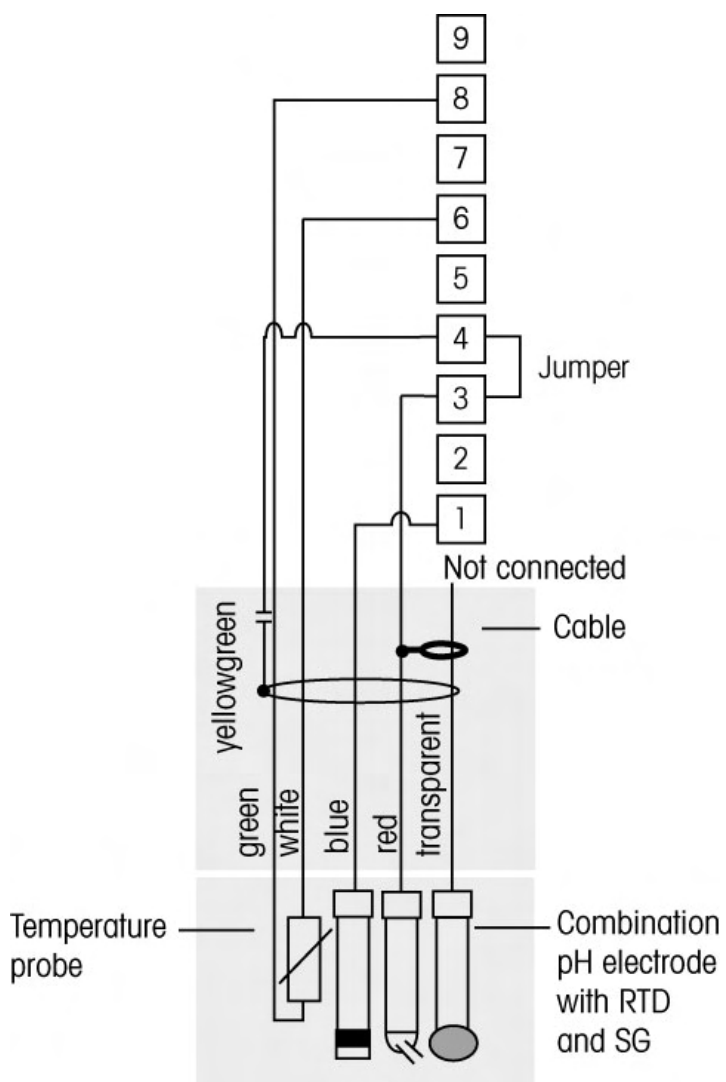 9
8
7
6
5
4
Jumper
3
2
1
Not connected
Cable
yellowgreen
green
white
blue
red
transparent
Temperature
probe
Combination
pH electrode
with RTD
and SG